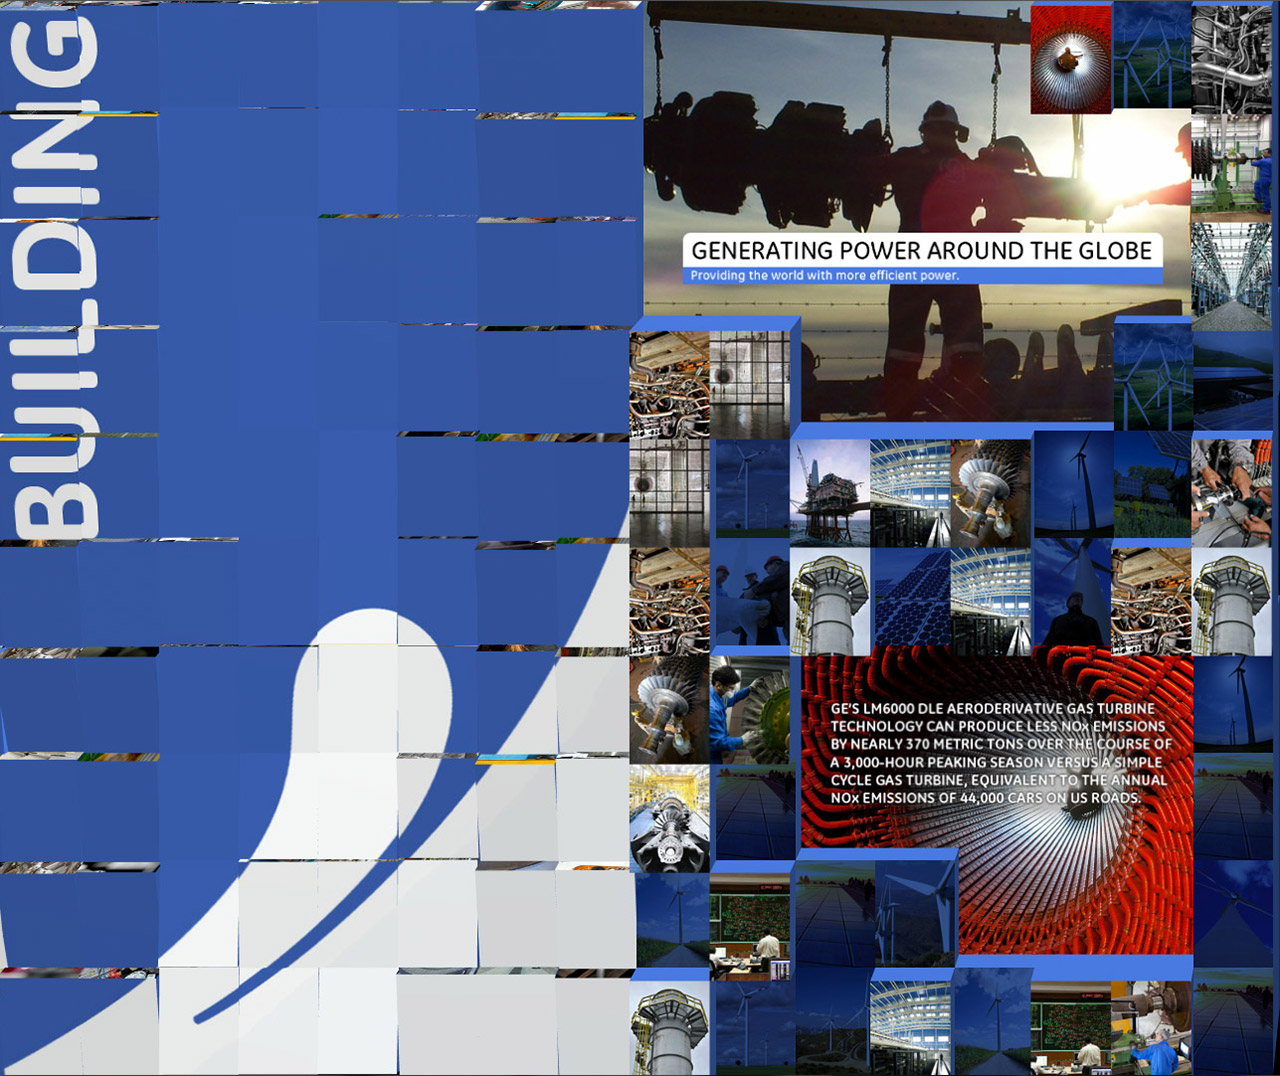 BUILDING
GENERATING POWER AROUND THE GLOBE
Providing the world with more efficient power.
GE'S LM6000 DLE AERODERIVATIVE GAS TURBINE
TECHNOLOGY CAN PRODUCE LESS NOx EMISSIONS
BY NEARLY 370 METRIC TONS OVER THE COURSE OF
A 3,000-HOUR PEAKING SEASON VERSUS A SIMPLE
CYCLE GAS TURBINE, EQUIVALENT TO THE ANNUAL
NOx EMISSIONS OF 44,000 CARS ON US ROADS.